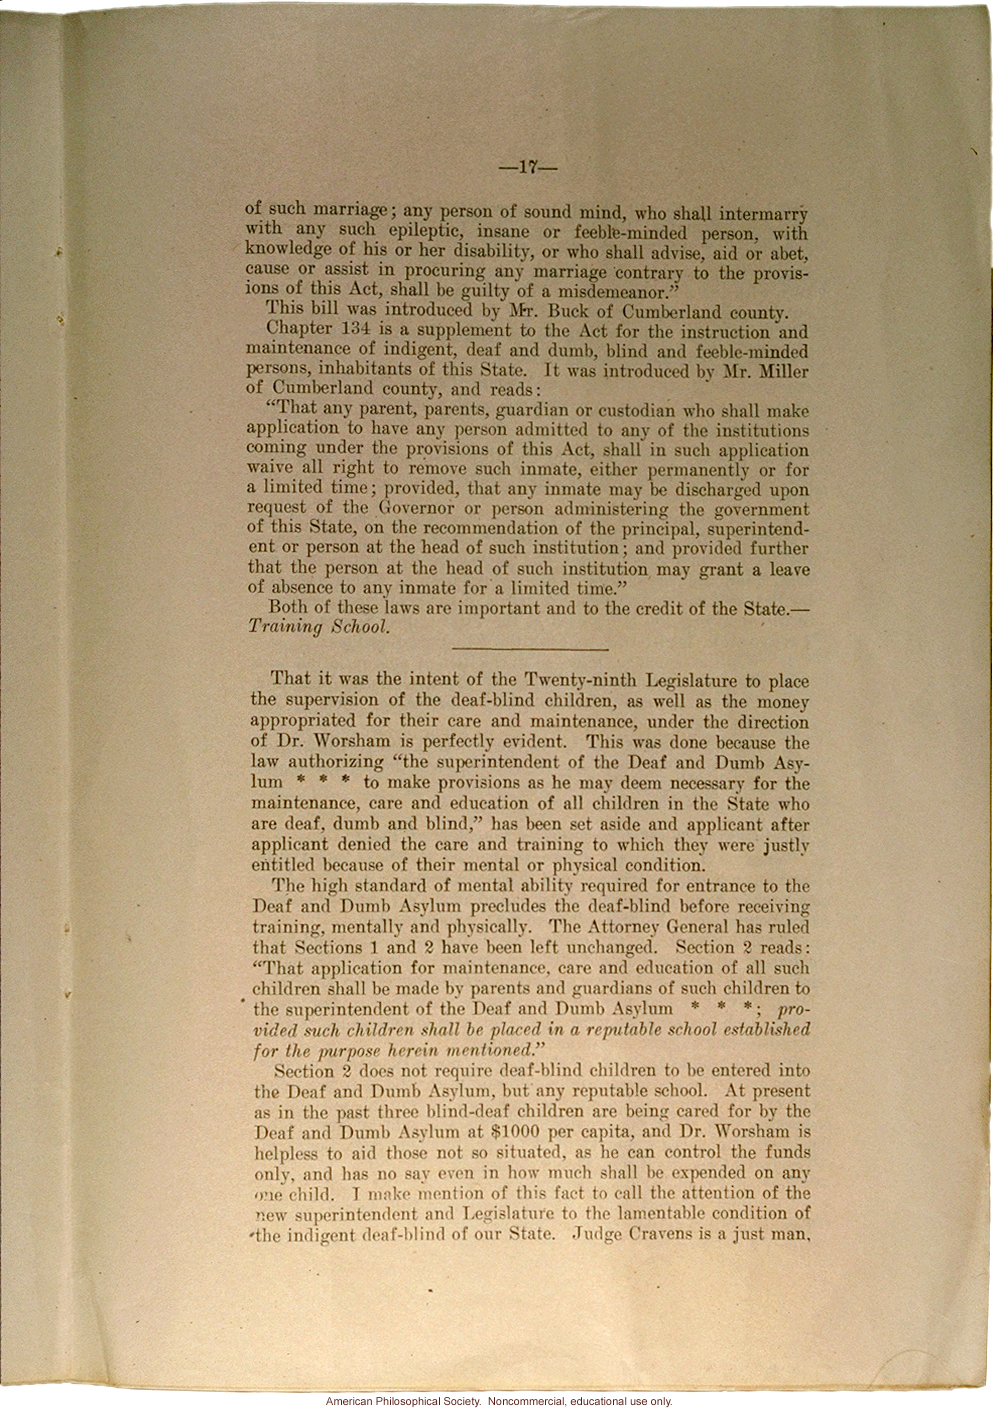 —17—
of such marriage; any person of sound mind, who shall intermarry
with any such epileptic, insane or feeble-minded person, with
knowledge of his or her disability, or who shall advise, aid or abet,
cause or assist in procuring any marriage contrary to the provis-
ions of this Act, shall be guilty of a misdemeanor.”
This bill was introduced by Mr. Buck of Cumberland county.
Chapter 134 is a supplement to the Act for the instruction and
maintenance of indigent, deaf and dumb, blind and feeble-minded
persons, inhabitants of this State. It was introduced by Mr. Miller
of Cumberland county, and reads:
“That any parent, parents, guardian or custodian who shall make
application to have any person admitted to any of the institutions
coming under the provisions of this Act, shall in such application
waive all right to remove such inmate, either permanently or for
a limited time; provided, that any inmate may be discharged upon
request of the Governor or person administering the government
of this State, on the recommendation of the principal, superintend-
ent or person at the head of such institution; and provided further
that the person at the head of such institution may grant a leave
of absence to any inmate for a limited time.”
Both of these laws are important and to the credit of the State.—
Training School.
That it was the intent of the Twenty-ninth Legislature to place
the supervision of the deaf-blind children, as well as the money
appropriated for their care and maintenance, under the direction
of Dr. Worsham is perfectly evident. This was done because the
law authorizing “the superintendent of the Deaf and Dumb Asy-
lum * * * to make provisions as he may deem necessary for the
maintenance, care and education of all children in the State who
are deaf, dumb and blind,” has been set aside and applicant after
applicant denied the care and training to which they were justly
entitled because of their mental or physical condition.
The high standard of mental ability required for entrance to the
Deaf and Dumb Asylum precludes the deaf-blind before receiving
training, mentally and physically. The Attorney General has ruled
that Sections 1 and 2 have been left unchanged. Section 2 reads:
“That application for maintenance, care and education of all such
children shall be made by parents and guardians of such children to
the superintendent of the Deaf and Dumb Asylum * * *; pro-
vided such children shall be placed in a reputable school established
for the purpose herein mentioned.”
Section 2 does not require deaf-blind children to be entered into
the Deaf and Dumb Asylum, but any reputable school. At present
as in the past three blind-deaf children are being cared for by the
Deaf and Dumb Asylum at $1000 per capita, and Dr. Worsham is
helpless to aid those not so situated, as he can control the funds
only, and has no say even in how much shall be expended on any
one child. I make mention of this fact to call the attention of the
new superintendent and Legislature to the lamentable condition of
the indigent deaf-blind of our State. Judge Cravens is a just man,
American Philosophical Society. Noncommercial, educational use only.